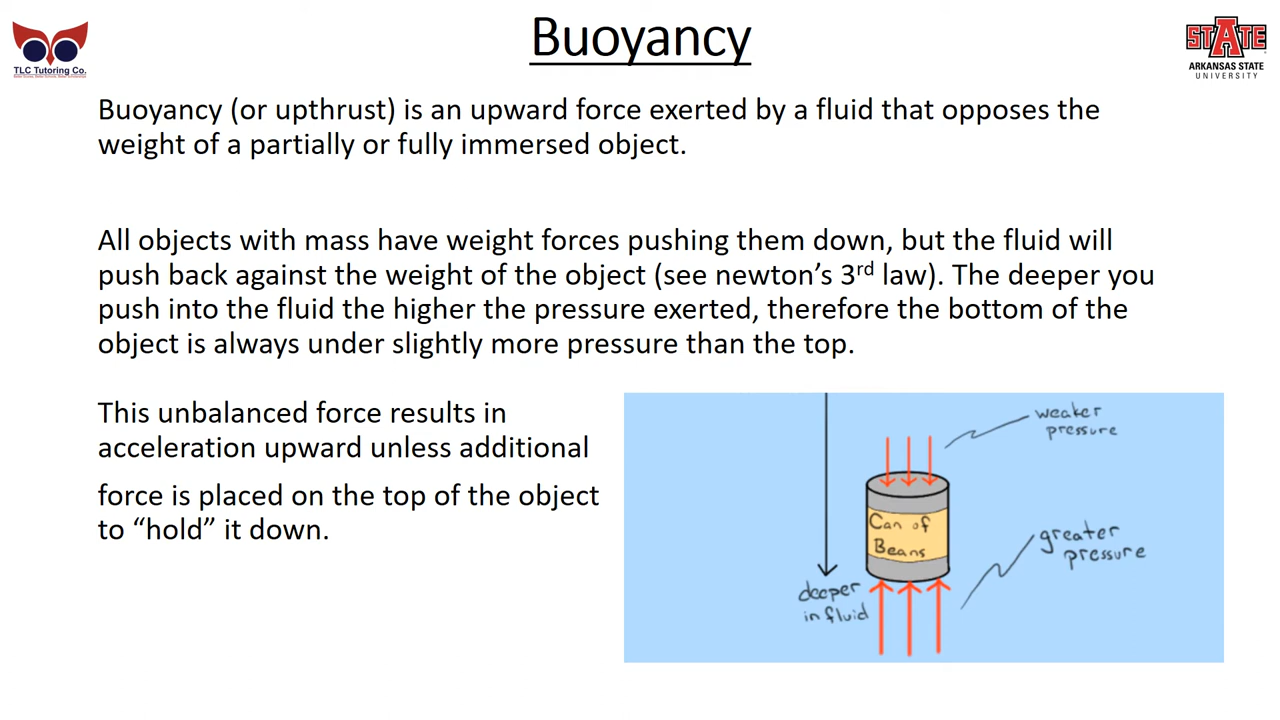 Buoyancy
TLC Tutoring Co.
STATE
ARKANSAS STATE
UNIVERSITY
Buoyancy (or upthrust) is an upward force exerted by a fluid that opposes the
weight of a partially or fully immersed object.
All objects with mass have weight forces pushing them down, but the fluid will
push back against the weight of the object (see newton’s 3rd law). The deeper you
push into the fluid the higher the pressure exerted, therefore the bottom of the
object is always under slightly more pressure than the top.
This unbalanced force results in
acceleration upward unless additional
force is placed on the top of the object
to “hold” it down.
weaker
pressure
Can of
Beans
greater
pressure
deeper
in fluid